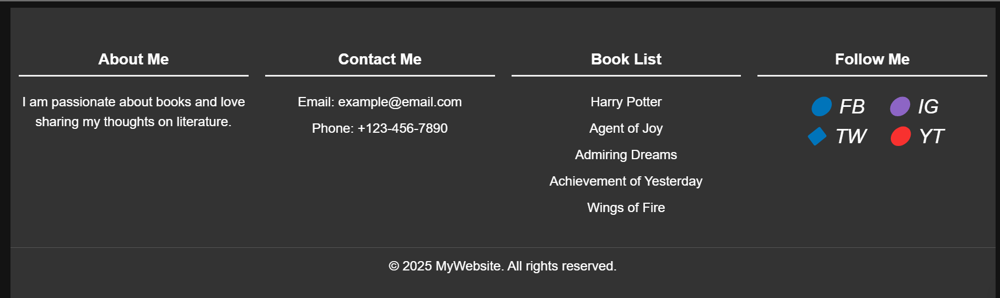 About Me
I am passionate about books and love
sharing my thoughts on literature.
Contact Me
Email: example@email.com
Phone: +123-456-7890
Book List
Harry Potter
Agent of Joy
Admiring Dreams
Achievement of Yesterday
Wings of Fire
Follow Me
FB IG
TW YT
© 2025 MyWebsite. All rights reserved.